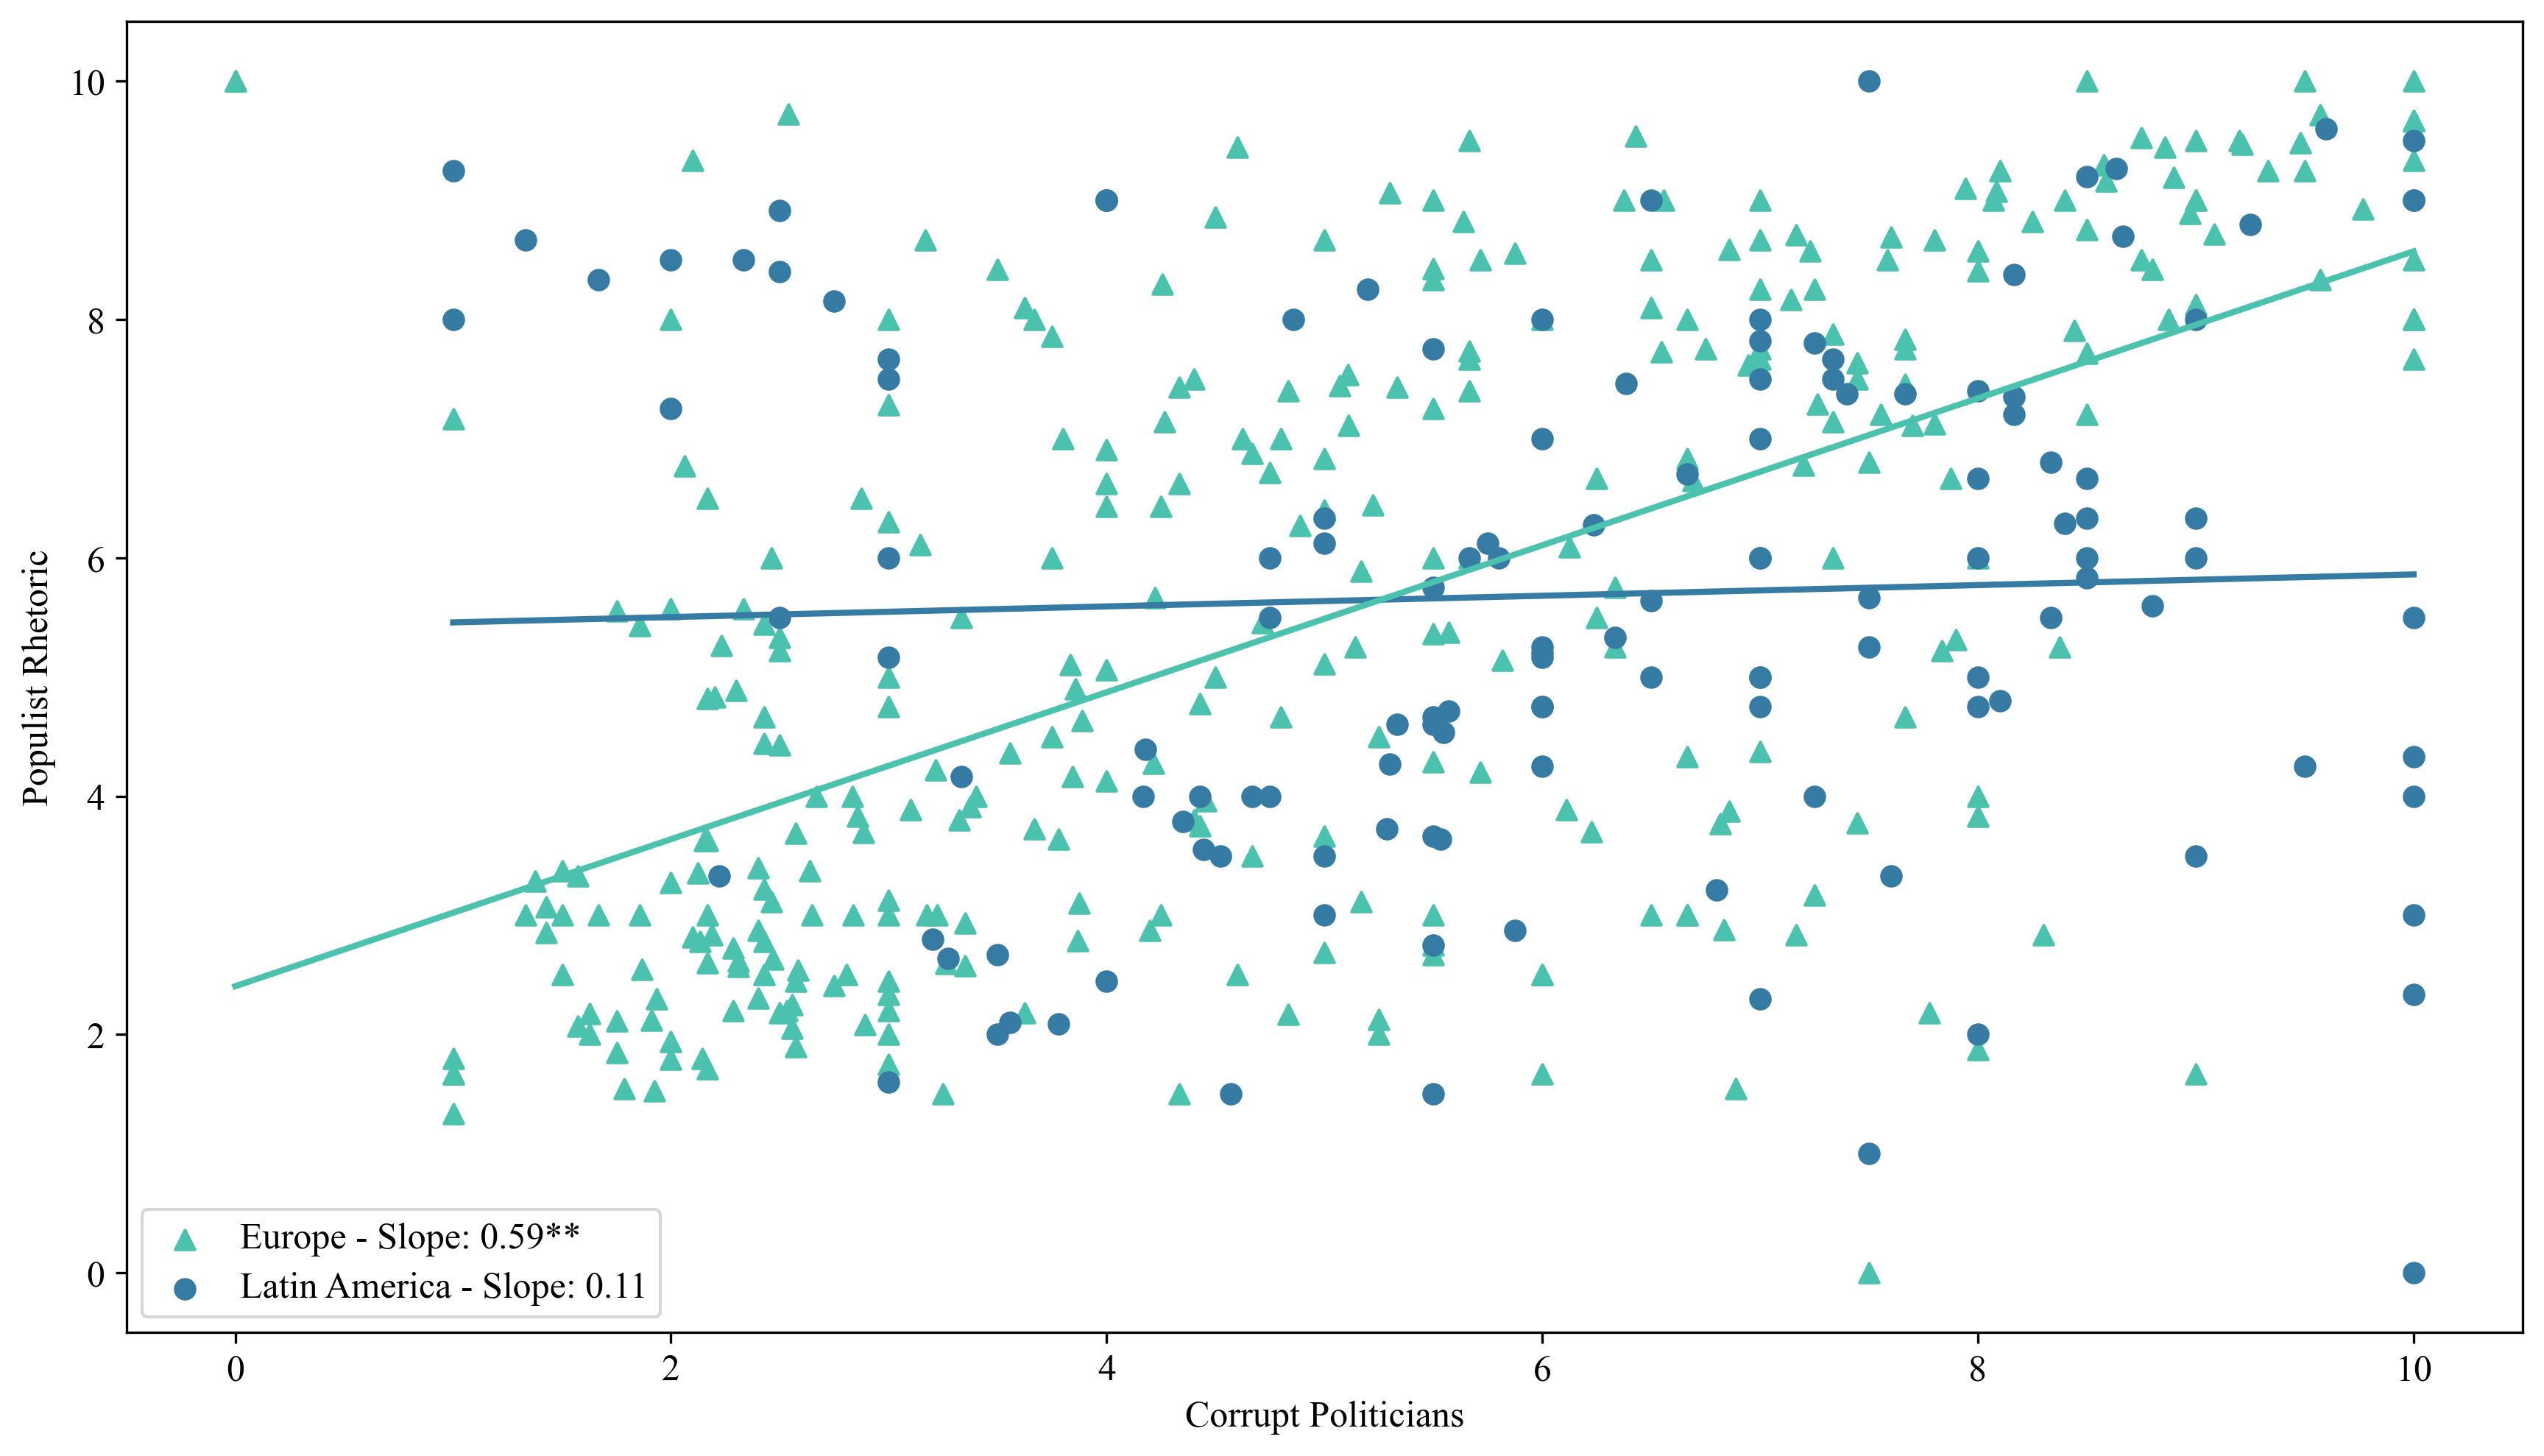 10
8
6
4
2
0
Populist Rhetoric
Europe - Slope: 0.59**
Latin America - Slope: 0.11
0 2 4 6 8 10
Corrupt Politicians